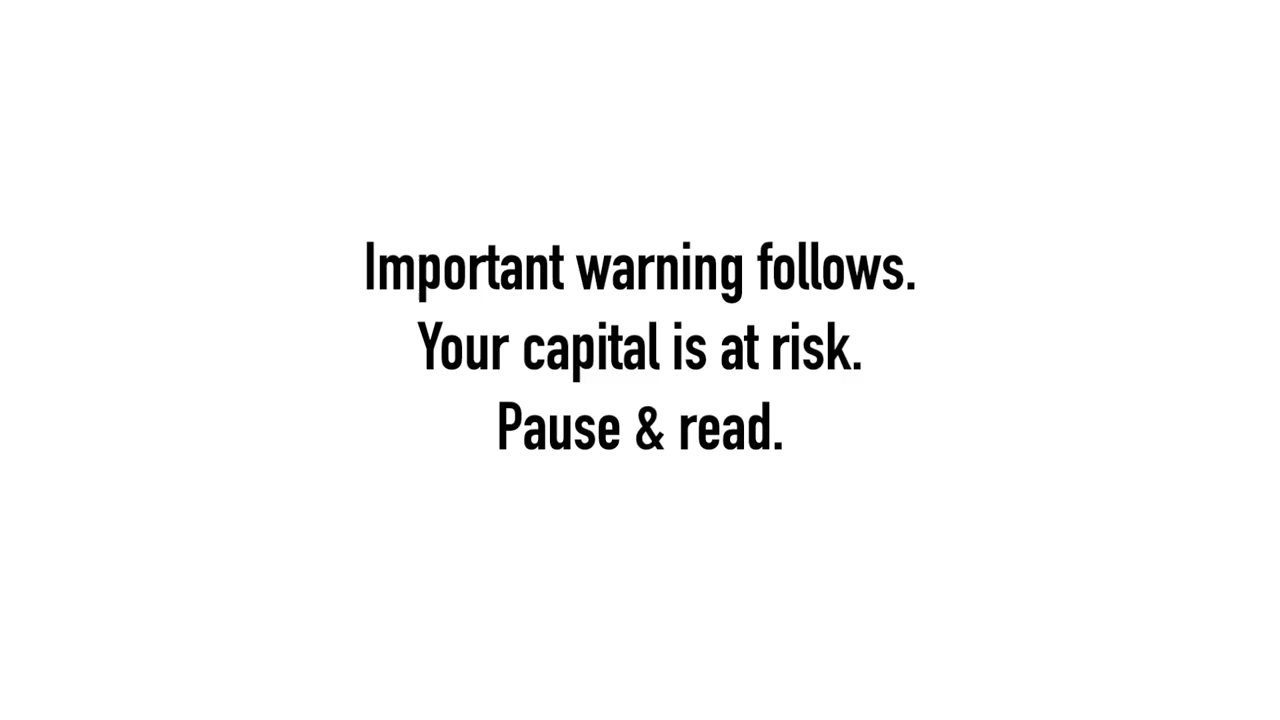 Important warning follows.
Your capital is at risk.
Pause & read.